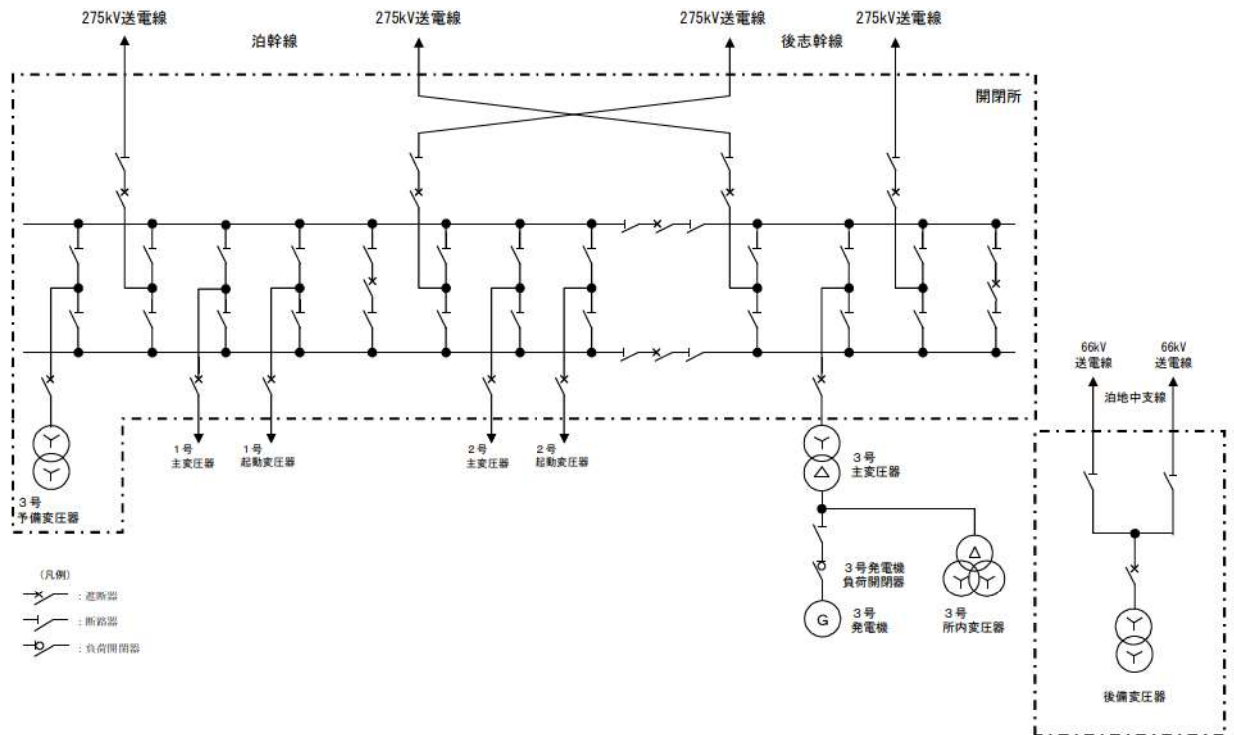 275kV送電線
275kV送電線
275kV送電線
275kV送電線
泊幹線
後志幹線
開閉所
66kV
送電線
66kV
送電線
泊地中支線
1号
主変圧器
1号
起動変圧器
2号
主変圧器
2号
起動変圧器
3号
主変圧器
3号
予備変圧器
3号発電機
負荷開閉器
G
3号
発電機
3号
所内変圧器
後備変圧器
(凡例)
:遮断器
:断路器
:負荷開閉器